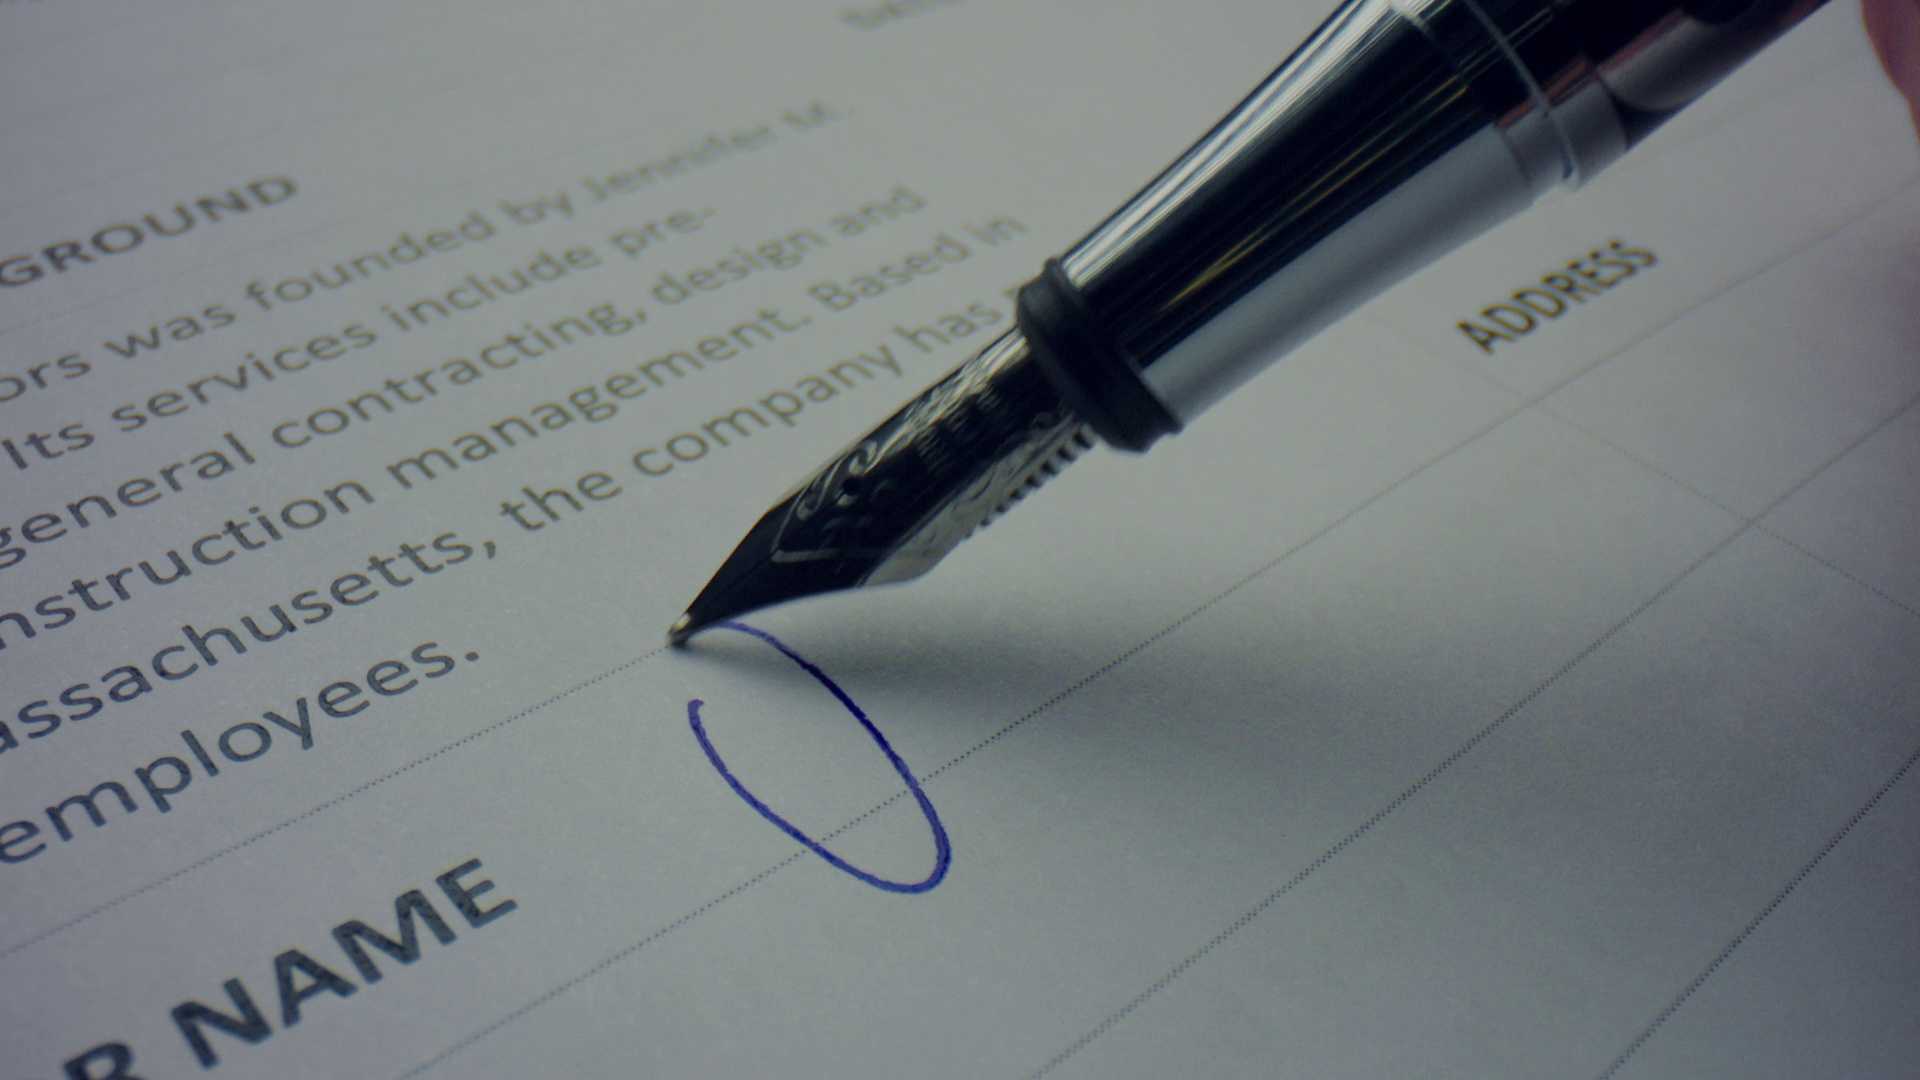 GROUND
ors was founded by Jennifer M.
Its services include pre-
general contracting, design and
nstruction management. Based in
assachusetts, the company has
employees.
R NAME
ADDRESS